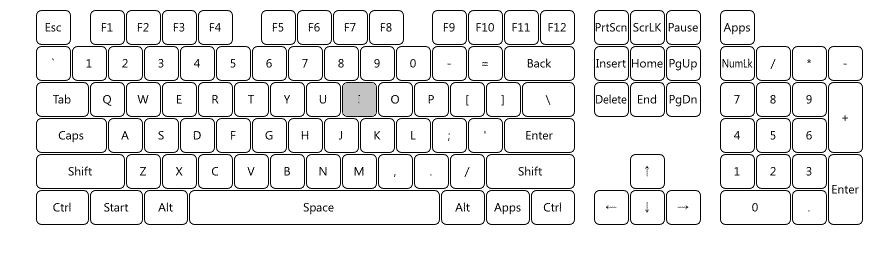 Esc F1 F2 F3 F4 F5 F6 F7 F8 F9 F10 F11 F12 PrtScn ScrLK Pause Apps
` 1 2 3 4 5 6 7 8 9 0 - = Back Insert Home PgUp NumLk / * -
Tab Q W E R T Y U O P [ ] \ Delete End PgDn 7 8 9 +
Caps A S D F G H J K L ; ' Enter 4 5 6
Shift Z X C V B N M , . / Shift ↑ 1 2 3 Enter
Ctrl Start Alt Space Alt Apps Ctrl ← ↓ → 0 .